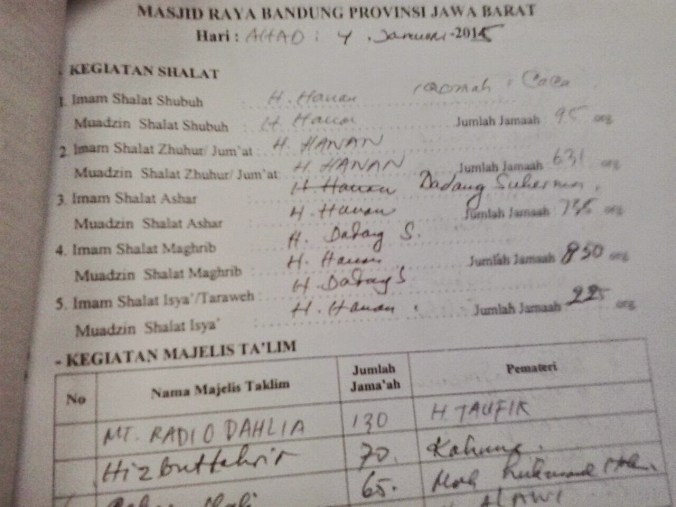 MASJID RAYA BANDUNG PROVINSI JAWA BARAT
Hari : AHAD : 4 . Januari -2015
- KEGIATAN SHALAT
1. Imam Shalat Shubuh H. Hanan
Muadzin Shalat Shubuh H. Hanan Jumlah Jamaah 95 org
2. Imam Shalat Zhuhur/ Jum'at H. HANAN
Muadzin Shalat Zhuhur/ Jum'at: H. HANAN Jumlah Jamaah 631 org
3. Imam Shalat Ashar H Hanan Dadang Suherman.
Muadzin Shalat Ashar H. Hanan Jumlah Jamaah 735 org
4. Imam Shalat Maghrib H. Dadang S.
Muadzin Shalat Maghrib H. Hanan Jumlah Jamaah 850 org
5. Imam Shalat Isya'/Taraweh : H. Dadang S
Muadzin Shalat Isya' H. Hanan . Jumlah Jamaah 225 org
- KEGIATAN MAJELIS TA'LIM
No Nama Majelis Taklim Jumlah Jama'ah Pemateri
MT. RADIO DAHLIA 130 H. TAUFIK
Hizbuttahrir 70.
65.
ALAWI